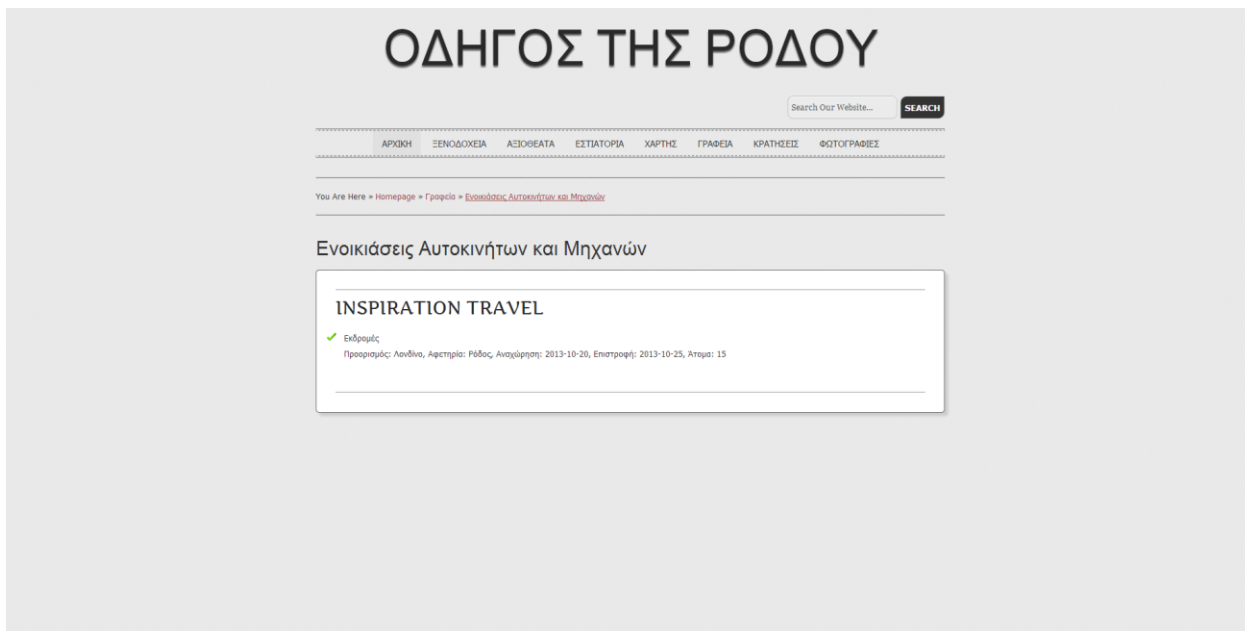 ΟΔΗΓΟΣ ΤΗΣ ΡΟΔΟΥ
Search Our Website... SEARCH
ΑΡΧΙΚΗ ΞΕΝΟΔΟΧΕΙΑ ΑΞΙΟΘΕΑΤΑ ΕΣΤΙΑΤΟΡΙΑ ΧΑΡΤΗΣ ΓΡΑΦΕΙΑ ΚΡΑΤΗΣΕΙΣ ΦΩΤΟΓΡΑΦΙΕΣ
You Are Here » Homepage » Γραφεία » Ενοικιάσεις Αυτοκινήτων και Μηχανών
Ενοικιάσεις Αυτοκινήτων και Μηχανών
INSPIRATION TRAVEL
Εκδρομές
Προορισμός: Λονδίνο, Αφετηρία: Ρόδος, Αναχώρηση: 2013-10-20, Επιστροφή: 2013-10-25, Άτομα: 15